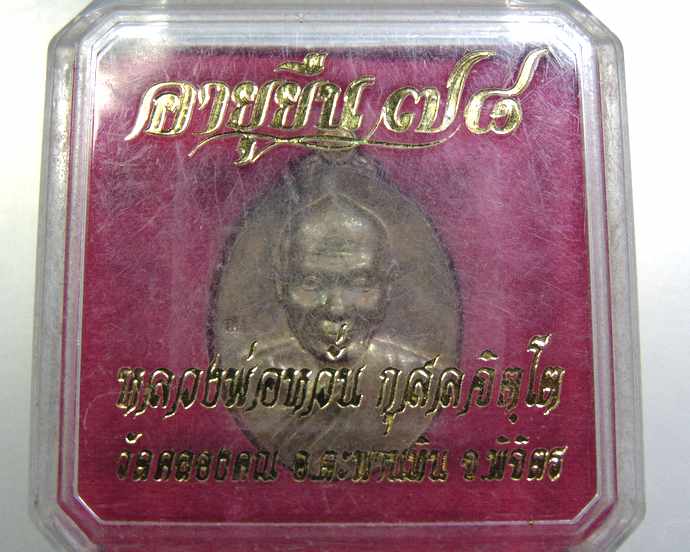 อายุยืน ๗๘
หลวงพ่อหวั่น กุสลจิตฺโต
วัดคลองคูณ อ.ตะพานหิน จ.พิจิตร